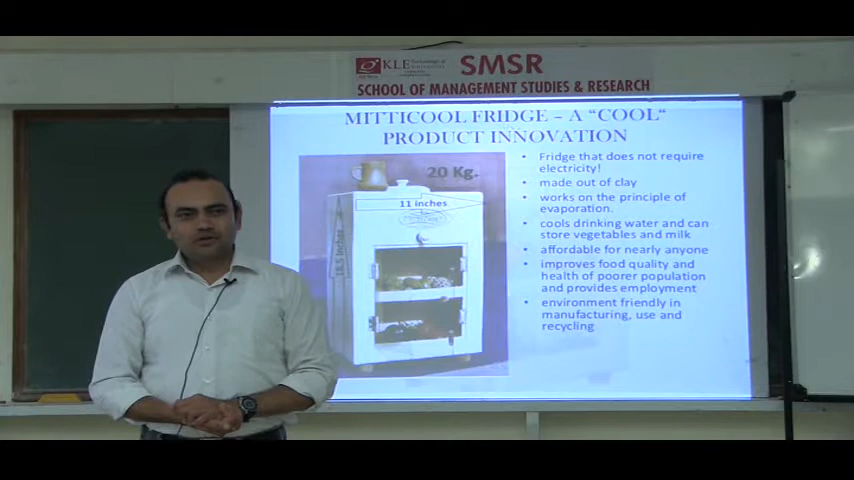 KLE
SMSR
SCHOOL OF MANAGEMENT STUDIES & RESEARCH
MITTICOOL FRIDGE – A "COOL"
PRODUCT INNOVATION
20 Kg.
11 inches
18.5 Inches
• Fridge that does not require
electricity!
• made out of clay
• works on the principle of
evaporation.
• cools drinking water and can
store vegetables and milk
• affordable for nearly anyone
• improves food quality and
health of poorer population
and provides employment
• environment friendly in
manufacturing, use and
recycling